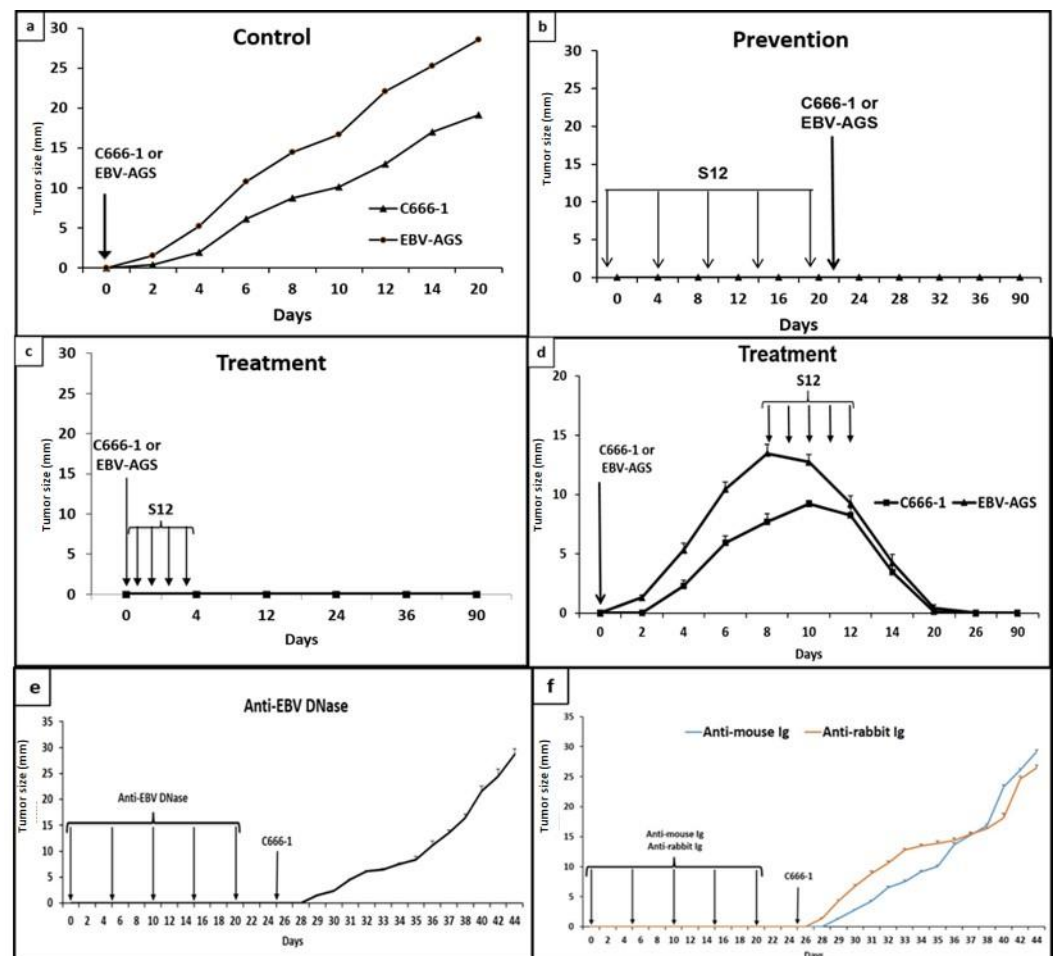 a
Control
30
25
20
15
10
5
0
Tumor size (mm)
C666-1 or
EBV-AGS
C666-1
EBV-AGS
0 2 4 6 8 10 12 14 20
Days
b
Prevention
30
25
20
15
10
5
0
Tumor size (mm)
C666-1 or
EBV-AGS
S12
0 4 8 12 16 20 24 28 32 36 90
Days
c
Treatment
30
25
20
15
10
5
0
Tumor size (mm)
C666-1 or
EBV-AGS
S12
0 4 12 24 36 90
Days
d
Treatment
20
15
10
5
0
Tumor size (mm)
S12
C666-1 or
EBV-AGS
C666-1 EBV-AGS
0 2 4 6 8 10 12 14 20 26 90
Days
e
Anti-EBV DNase
35
30
25
20
15
10
5
0
Tumor size (mm)
Anti-EBV DNase
C666-1
0 2 4 6 8 10 12 14 16 18 20 22 24 26 28 29 30 31 32 33 34 35 36 37 38 40 42 44
Days
f
35
30
25
20
15
10
5
0
Tumor size (mm)
Anti-mouse Ig Anti-rabbit Ig
Anti-mouse Ig
Anti-rabbit Ig
C666-1
0 2 4 6 8 10 12 14 16 18 20 22 24 26 28 29 30 31 32 33 34 35 36 37 38 40 42 44
Days